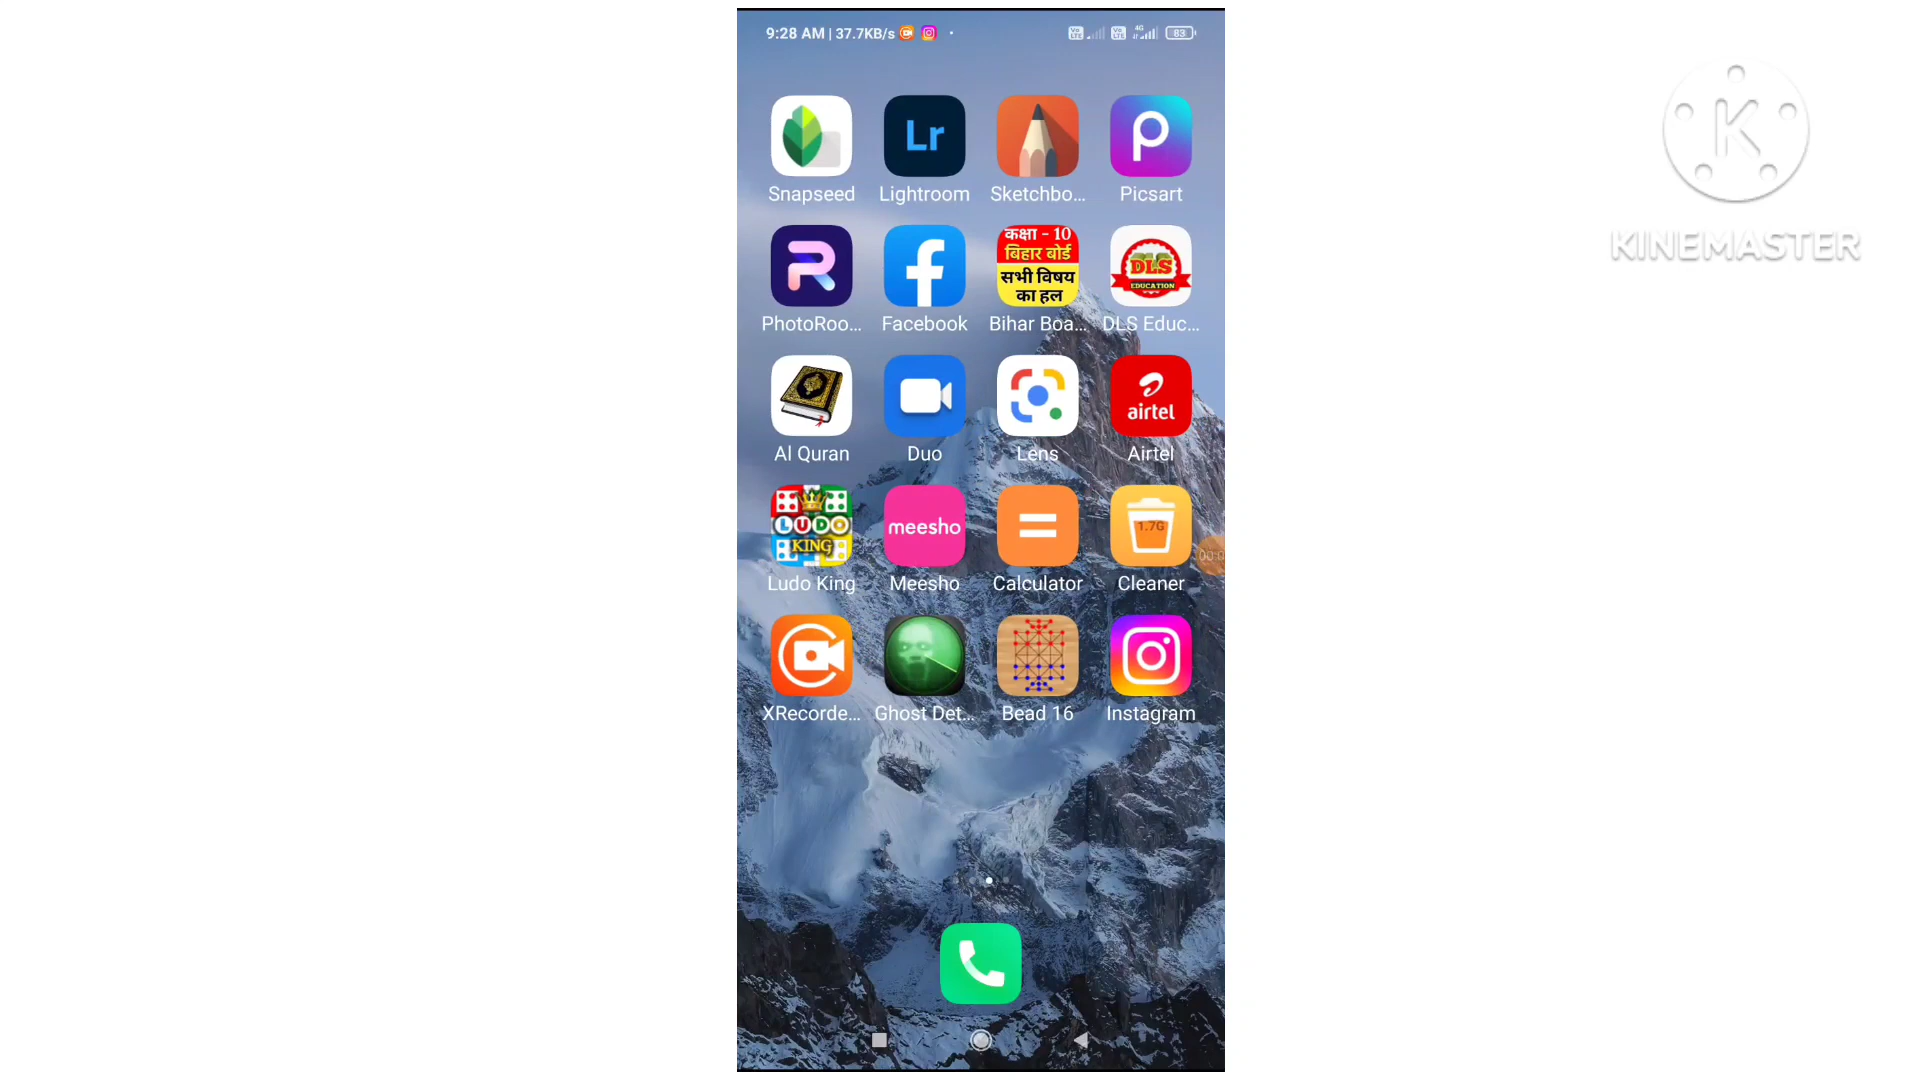 9:28 AM | 37.7KB/s
4G
83
K
KINEMASTER
Lr
Snapseed
Lightroom
Sketchbo...
Picsart
कक्षा - 10
बिहार बोर्ड
सभी विषय
का हल
DLS
EDUCATION
PhotoRoo...
Facebook
Bihar Boa...
DLS Educ...
airtel
Al Quran
Duo
Lens
Airtel
LUDO
KING
meesho
1.7G
Ludo King
Meesho
Calculator
Cleaner
XRecorde...
Ghost Det...
Bead 16
Instagram